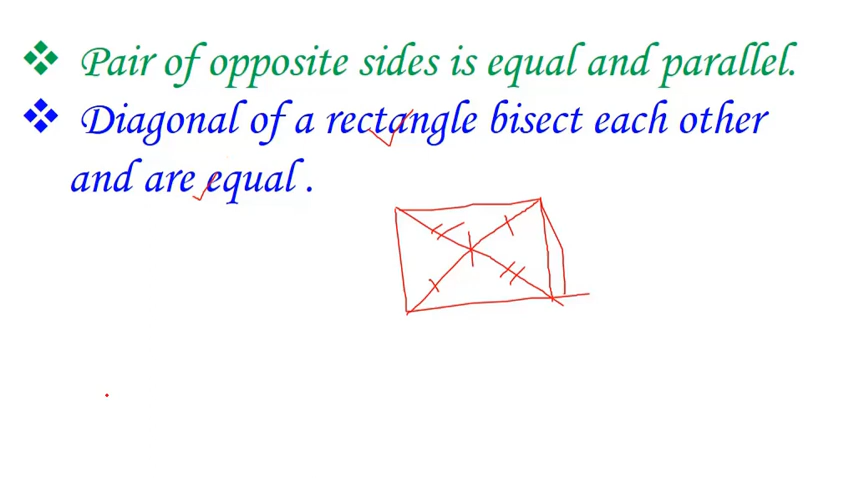 Pair of opposite sides is equal and parallel.
Diagonal of a rectangle bisect each other
and are equal .